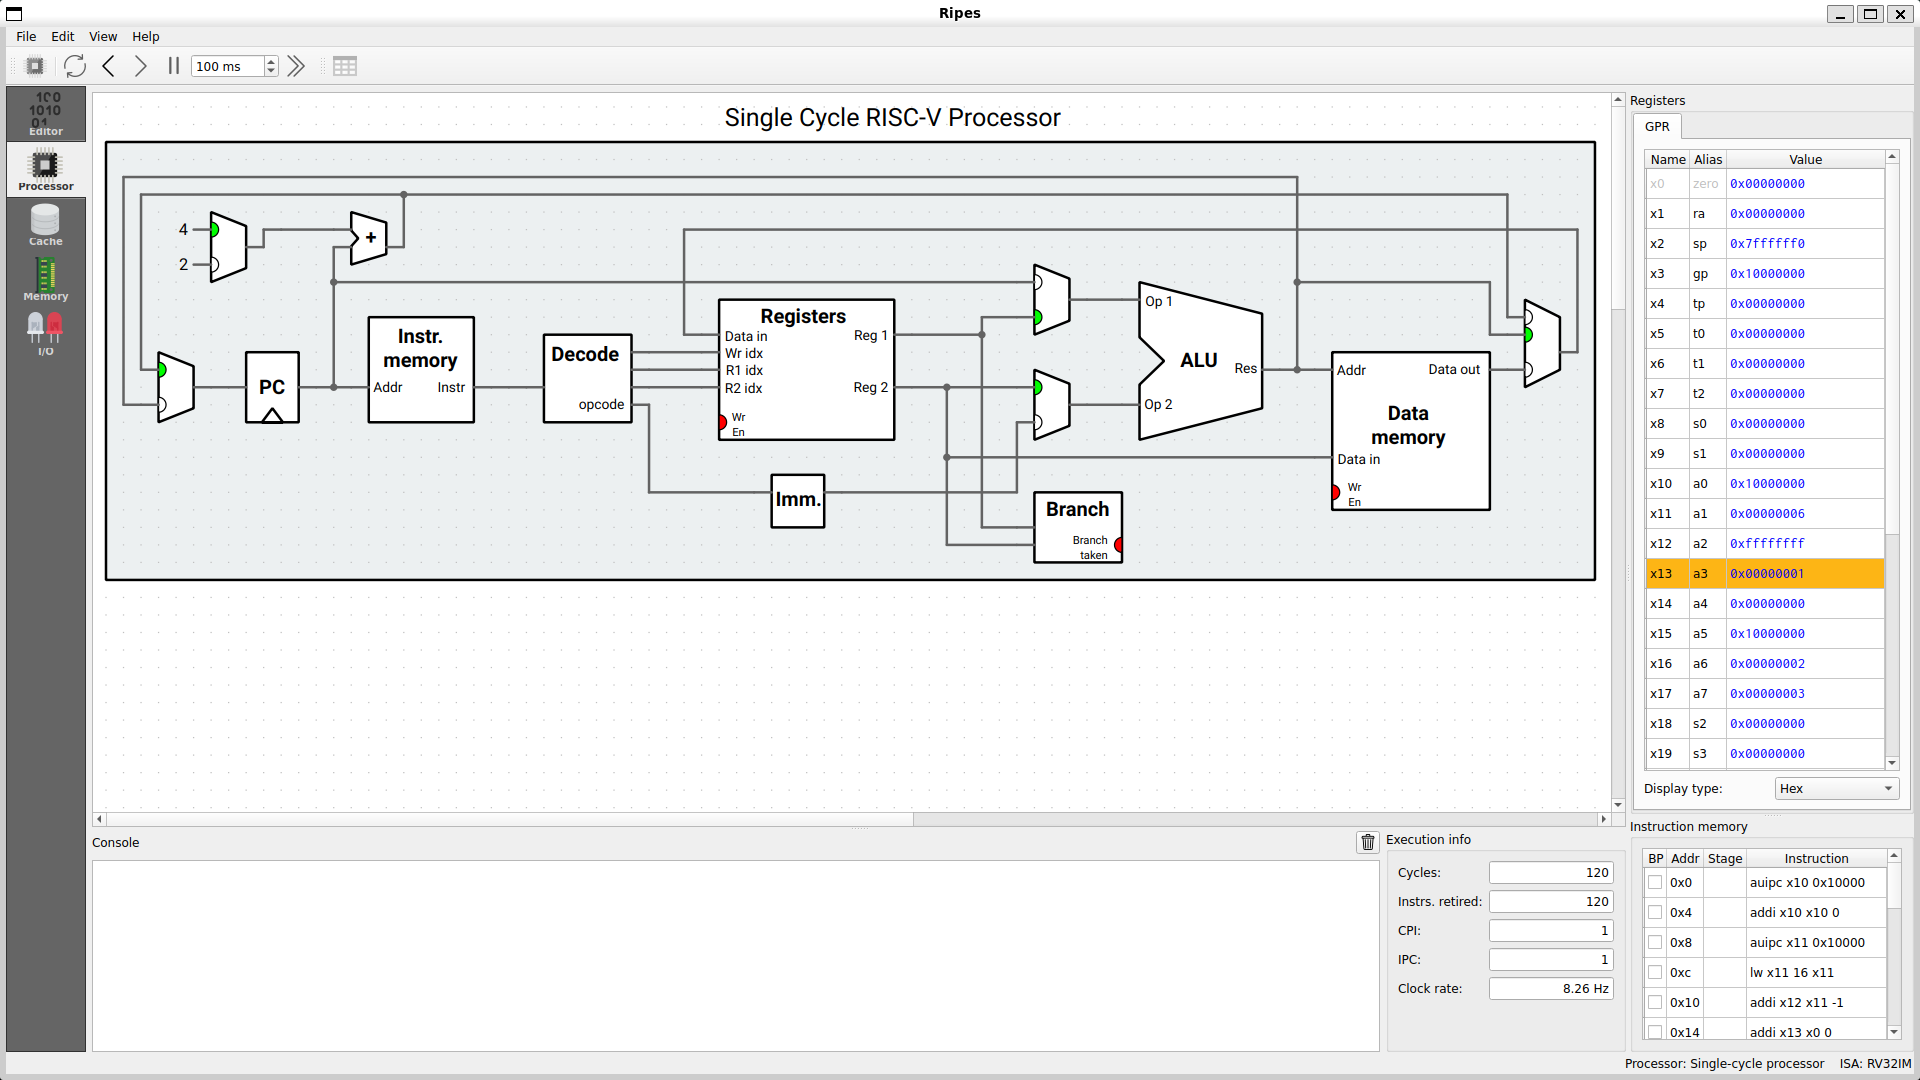 Ripes
File Edit View Help
100 ms
Editor
Processor
Cache
Memory
I/O
Single Cycle RISC-V Processor
4
2
+
PC
Instr.
memory
Addr Instr
Decode
opcode
Registers
Data in Reg 1
Wr idx
R1 idx
R2 idx Reg 2
Wr
En
Imm.
Op 1
ALU
Res
Op 2
Branch
Branch
taken
Addr Data out
Data
memory
Data in
Wr
En
Registers
GPR
Name Alias Value
x0 zero 0x00000000
x1 ra 0x00000000
x2 sp 0x7ffffff0
x3 gp 0x10000000
x4 tp 0x00000000
x5 t0 0x00000000
x6 t1 0x00000000
x7 t2 0x00000000
x8 s0 0x00000000
x9 s1 0x00000000
x10 a0 0x10000000
x11 a1 0x00000006
x12 a2 0xffffffff
x13 a3 0x00000001
x14 a4 0x00000000
x15 a5 0x10000000
x16 a6 0x00000002
x17 a7 0x00000003
x18 s2 0x00000000
x19 s3 0x00000000
Display type: Hex
Console
Execution info
Cycles: 120
Instrs. retired: 120
CPI: 1
IPC: 1
Clock rate: 8.26 Hz
Instruction memory
BP Addr Stage Instruction
0x0 auipc x10 0x10000
0x4 addi x10 x10 0
0x8 auipc x11 0x10000
0xc lw x11 16 x11
0x10 addi x12 x11 -1
0x14 addi x13 x0 0
Processor: Single-cycle processor ISA: RV32IM